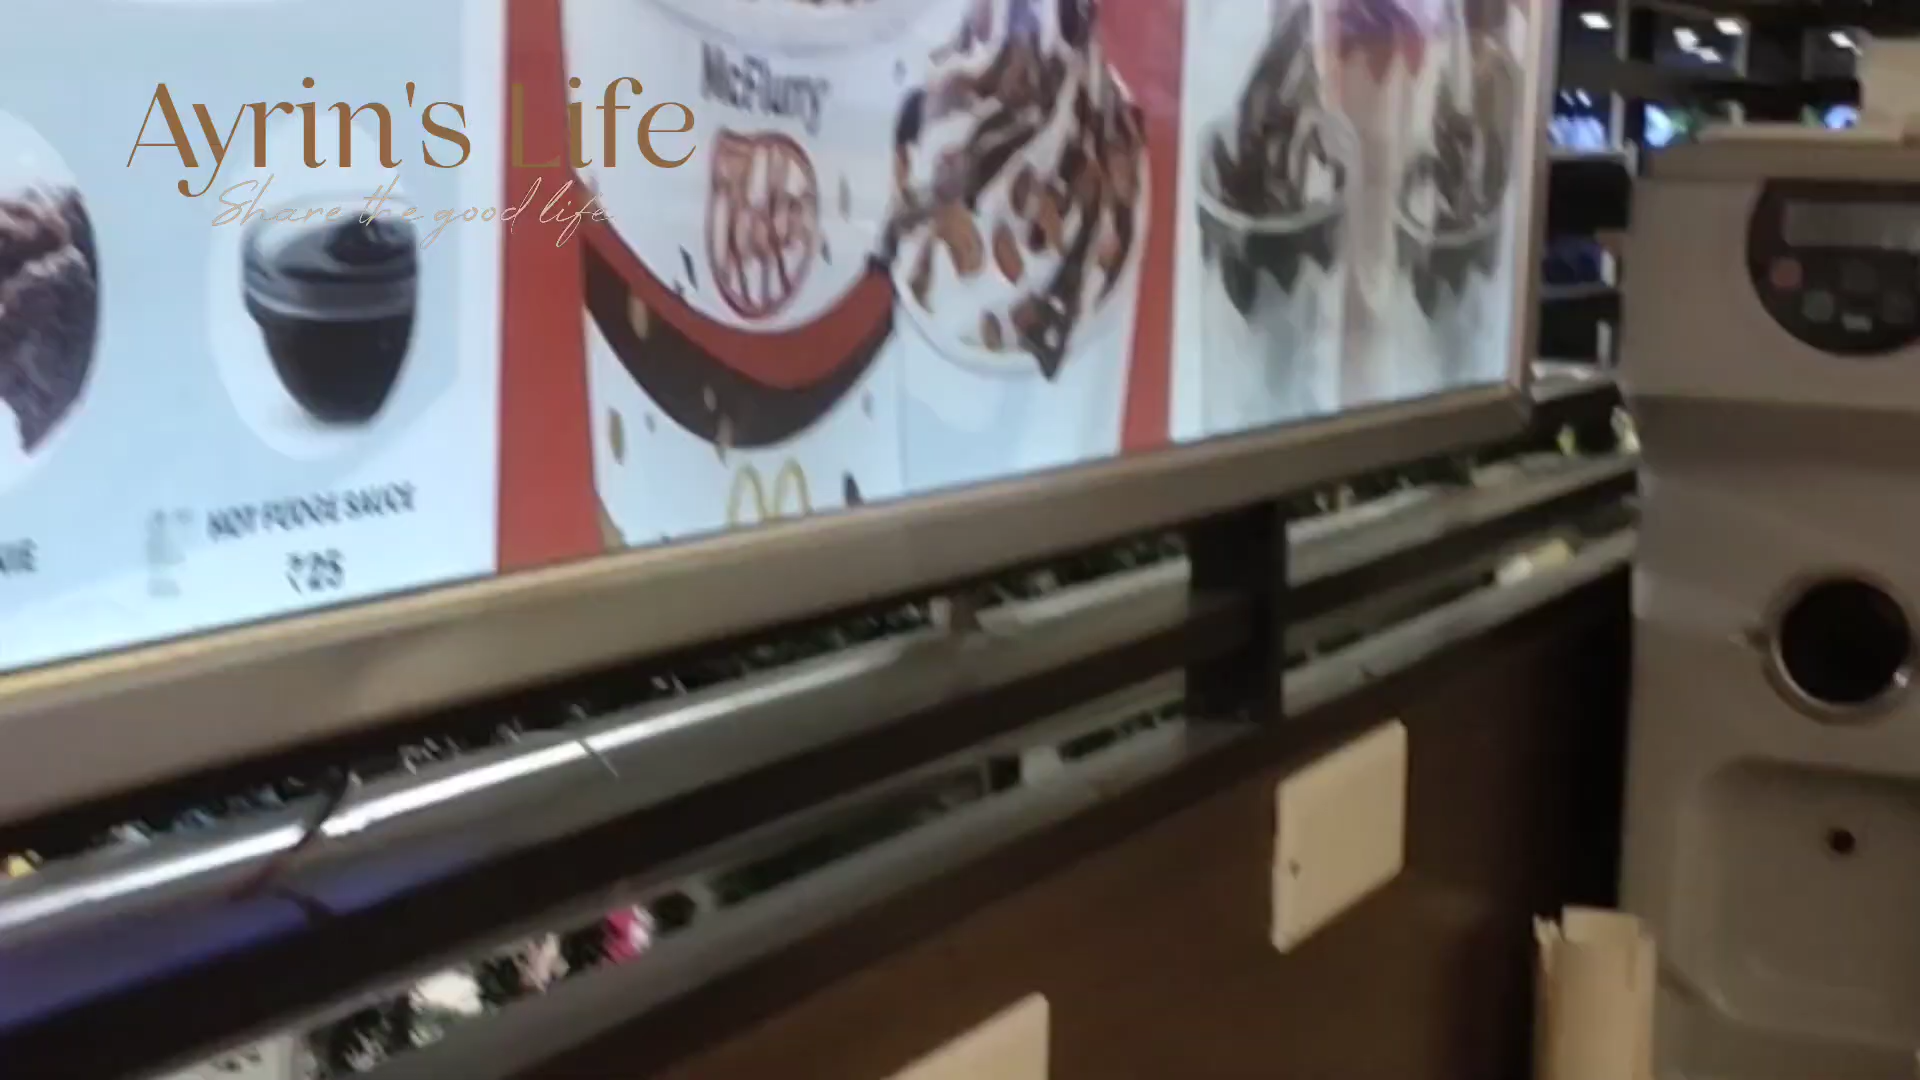 Ayrin's Life
Share the good life
McFlurry
HOT FUDGE SAUCE
₹25